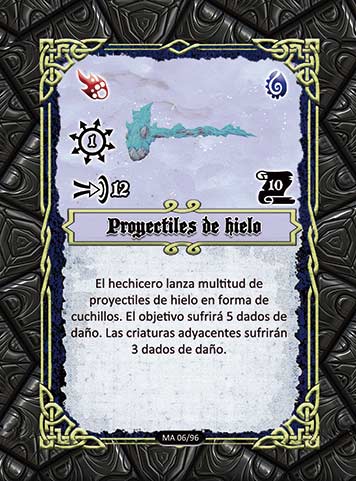 1
12
10
Proyectiles de hielo
El hechicero lanza multitud de
proyectiles de hielo en forma de
cuchillos. El objetivo sufrirá 5 dados de
daño. Las criaturas adyacentes sufrirán
3 dados de daño.
MA 06/96